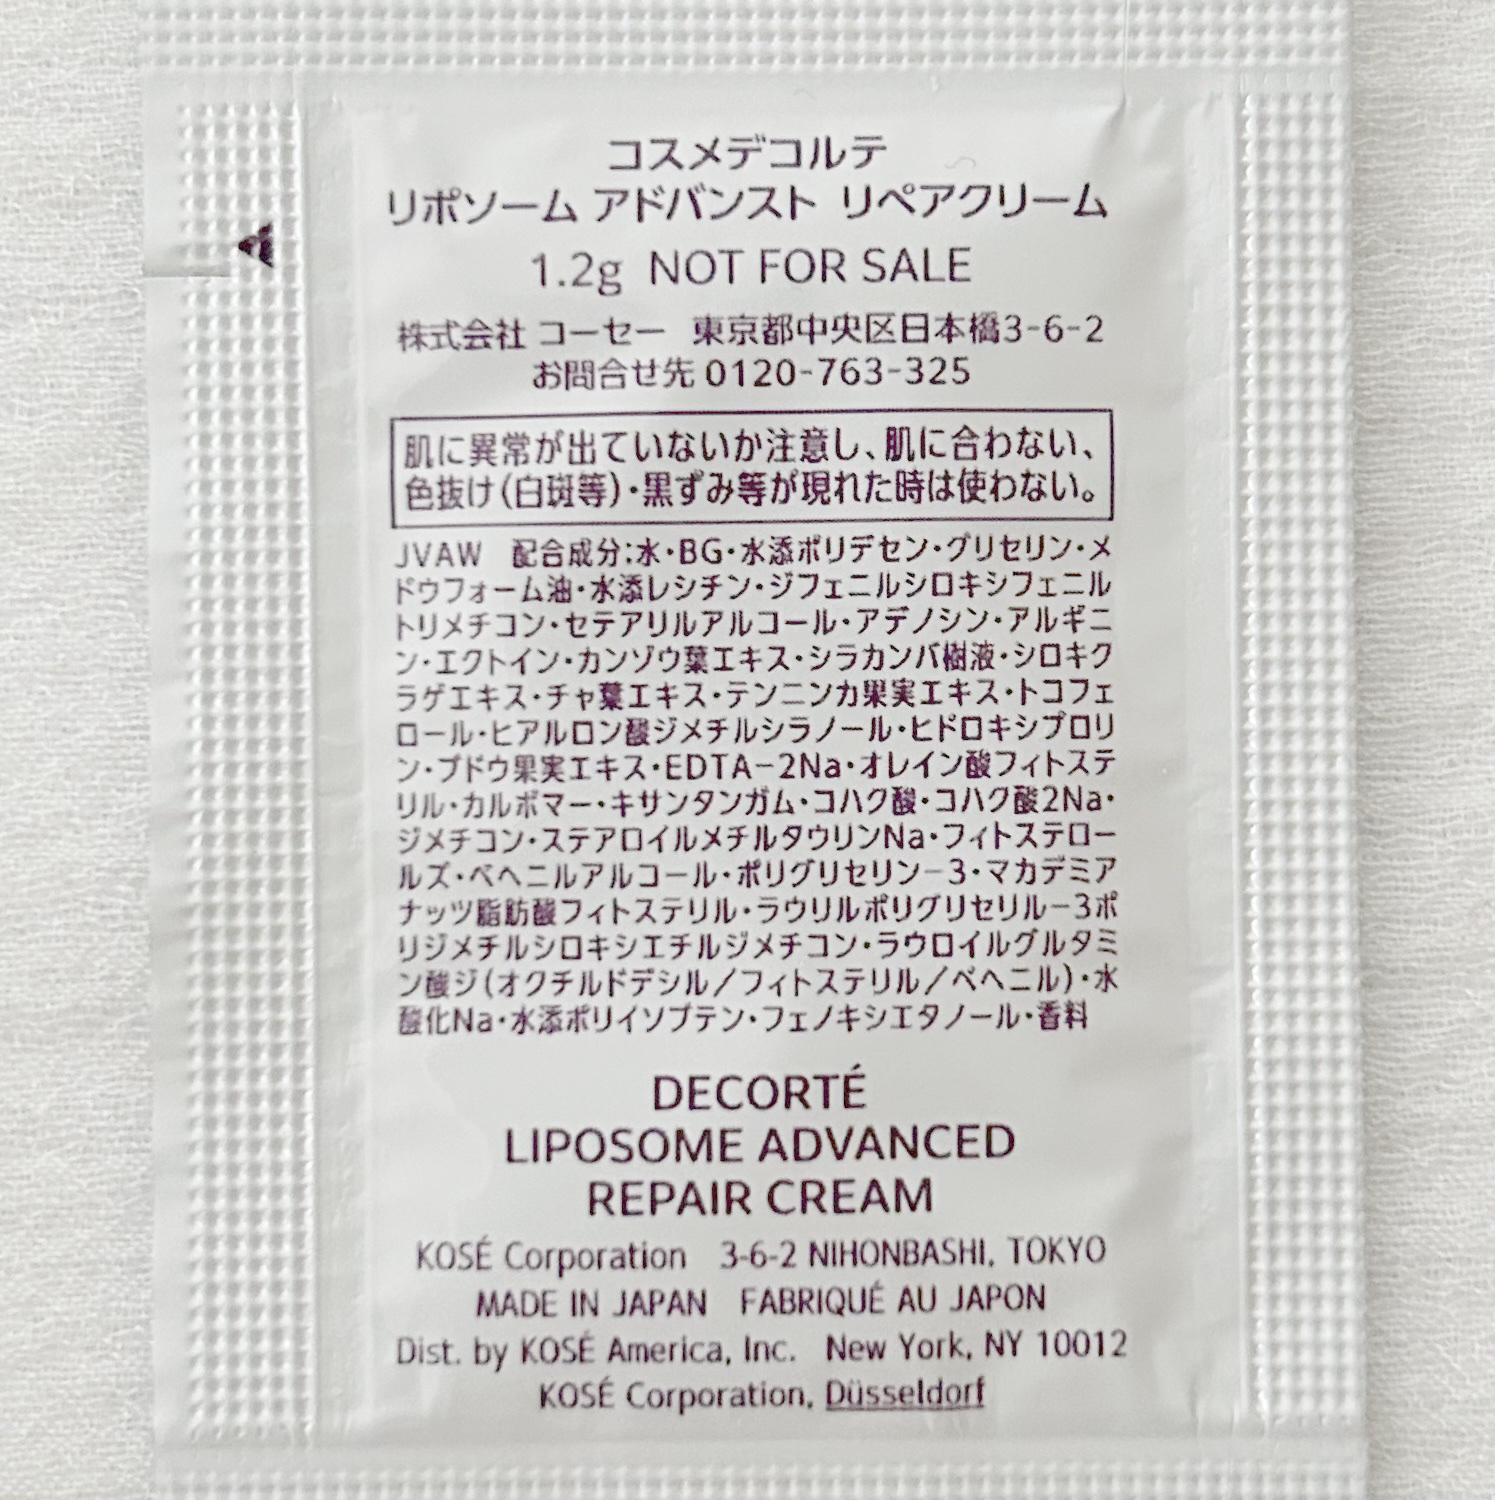 コスメデコルテ
リポソーム アドバンスト リペアクリーム
1.2g NOT FOR SALE
株式会社 コーセー 東京都中央区日本橋3-6-2
お問合せ先 0120-763-325
肌に異常が出ていないか注意し、肌に合わない、
色抜け(白斑等)・黒ずみ等が現れた時は使わない。
JVAW 配合成分:水・BG・水添ポリデセン・グリセリン・メ
ドウフォーム油・水添レシチン・ジフェニルシロキシフェニル
トリメチコン・セテアリルアルコール・アデノシン・アルギニ
ン・エクトイン・カンゾウ葉エキス・シラカンバ樹液・シロキク
ラゲエキス・チャ葉エキス・テンニンカ果実エキス・トコフェ
ロール・ヒアルロン酸ジメチルシラノール・ヒドロキシプロリ
ン・ブドウ果実エキス・EDTA-2Na・オレイン酸フィトステ
リル・カルボマー・キサンタンガム・コハク酸・コハク酸2Na・
ジメチコン・ステアロイルメチルタウリンNa・フィトステロー
ルズ・ベヘニルアルコール・ポリグリセリン-3・マカデミア
ナッツ脂肪酸フィトステリル・ラウリルポリグリセリル-3ポ
リジメチルシロキシエチルジメチコン・ラウロイルグルタミ
ン酸ジ(オクチルドデシル/フィトステリル/ベヘニル)・水
酸化Na・水添ポリイソブテン・フェノキシエタノール・香料
DECORTÉ
LIPOSOME ADVANCED
REPAIR CREAM
KOSÉ Corporation 3-6-2 NIHONBASHI, TOKYO
MADE IN JAPAN FABRIQUÉ AU JAPON
Dist. by KOSÉ America, Inc. New York, NY 10012
KOSÉ Corporation, Düsseldorf